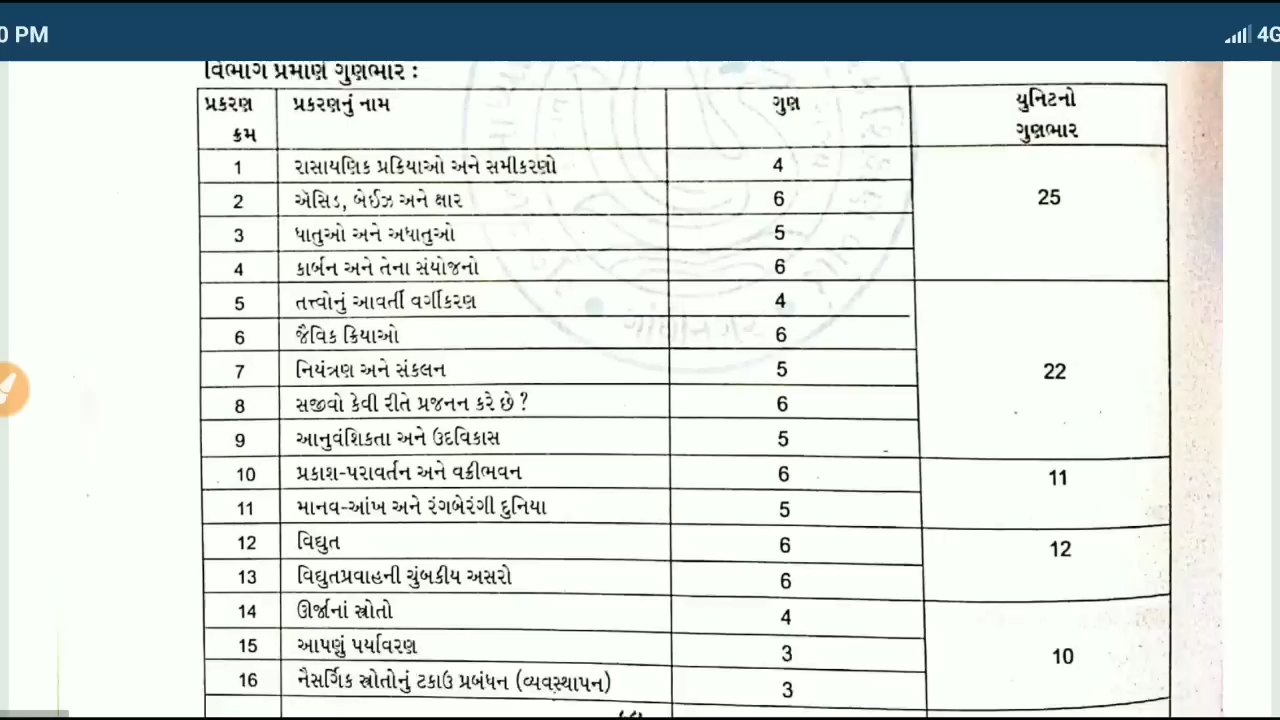 0 PM 4G
વિભાગ પ્રમાણે ગુણભાર :
પ્રકરણ ક્રમ પ્રકરણનું નામ ગુણ યુનિટનો ગુણભાર
1 રાસાયણિક પ્રક્રિયાઓ અને સમીકરણો 4
2 ઍસિડ, બેઈઝ અને ક્ષાર 6 25
3 ધાતુઓ અને અધાતુઓ 5
4 કાર્બન અને તેના સંયોજનો 6
5 તત્ત્વોનું આવર્તી વર્ગીકરણ 4
6 જૈવિક ક્રિયાઓ 6
7 નિયંત્રણ અને સંકલન 5 22
8 સજીવો કેવી રીતે પ્રજનન કરે છે ? 6
9 આનુવંશિકતા અને ઉદવિકાસ 5
10 પ્રકાશ-પરાવર્તન અને વક્રીભવન 6 11
11 માનવ-આંખ અને રંગબેરંગી દુનિયા 5
12 વિદ્યુત 6 12
13 વિદ્યુતપ્રવાહની ચુંબકીય અસરો 6
14 ઊર્જાનાં સ્ત્રોતો 4
15 આપણું પર્યાવરણ 3 10
16 નૈસર્ગિક સ્ત્રોતોનું ટકાઉ પ્રબંધન (વ્યવસ્થાપન) 3